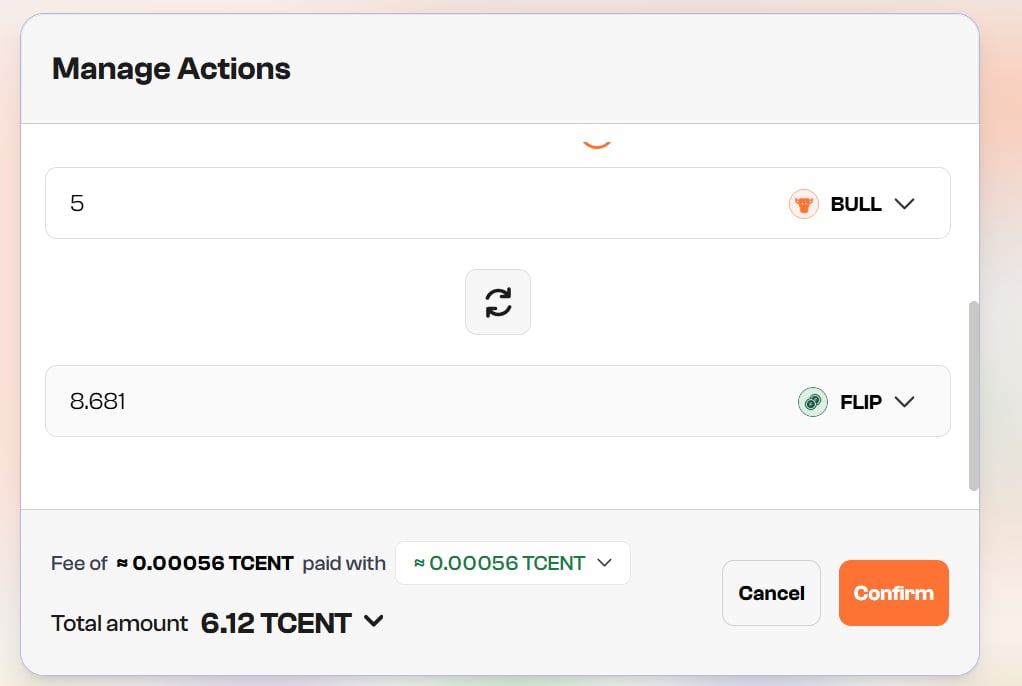 Manage Actions
5 BULL
8.681 FLIP
Fee of ≈ 0.00056 TCENT paid with ≈ 0.00056 TCENT
Cancel Confirm
Total amount 6.12 TCENT